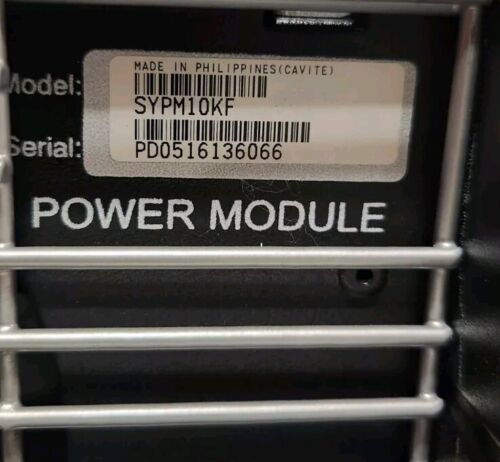 MADE IN PHILIPPINES(CAVITE)
Model: SYPM10KF
Serial: PD0516136066
POWER MODULE